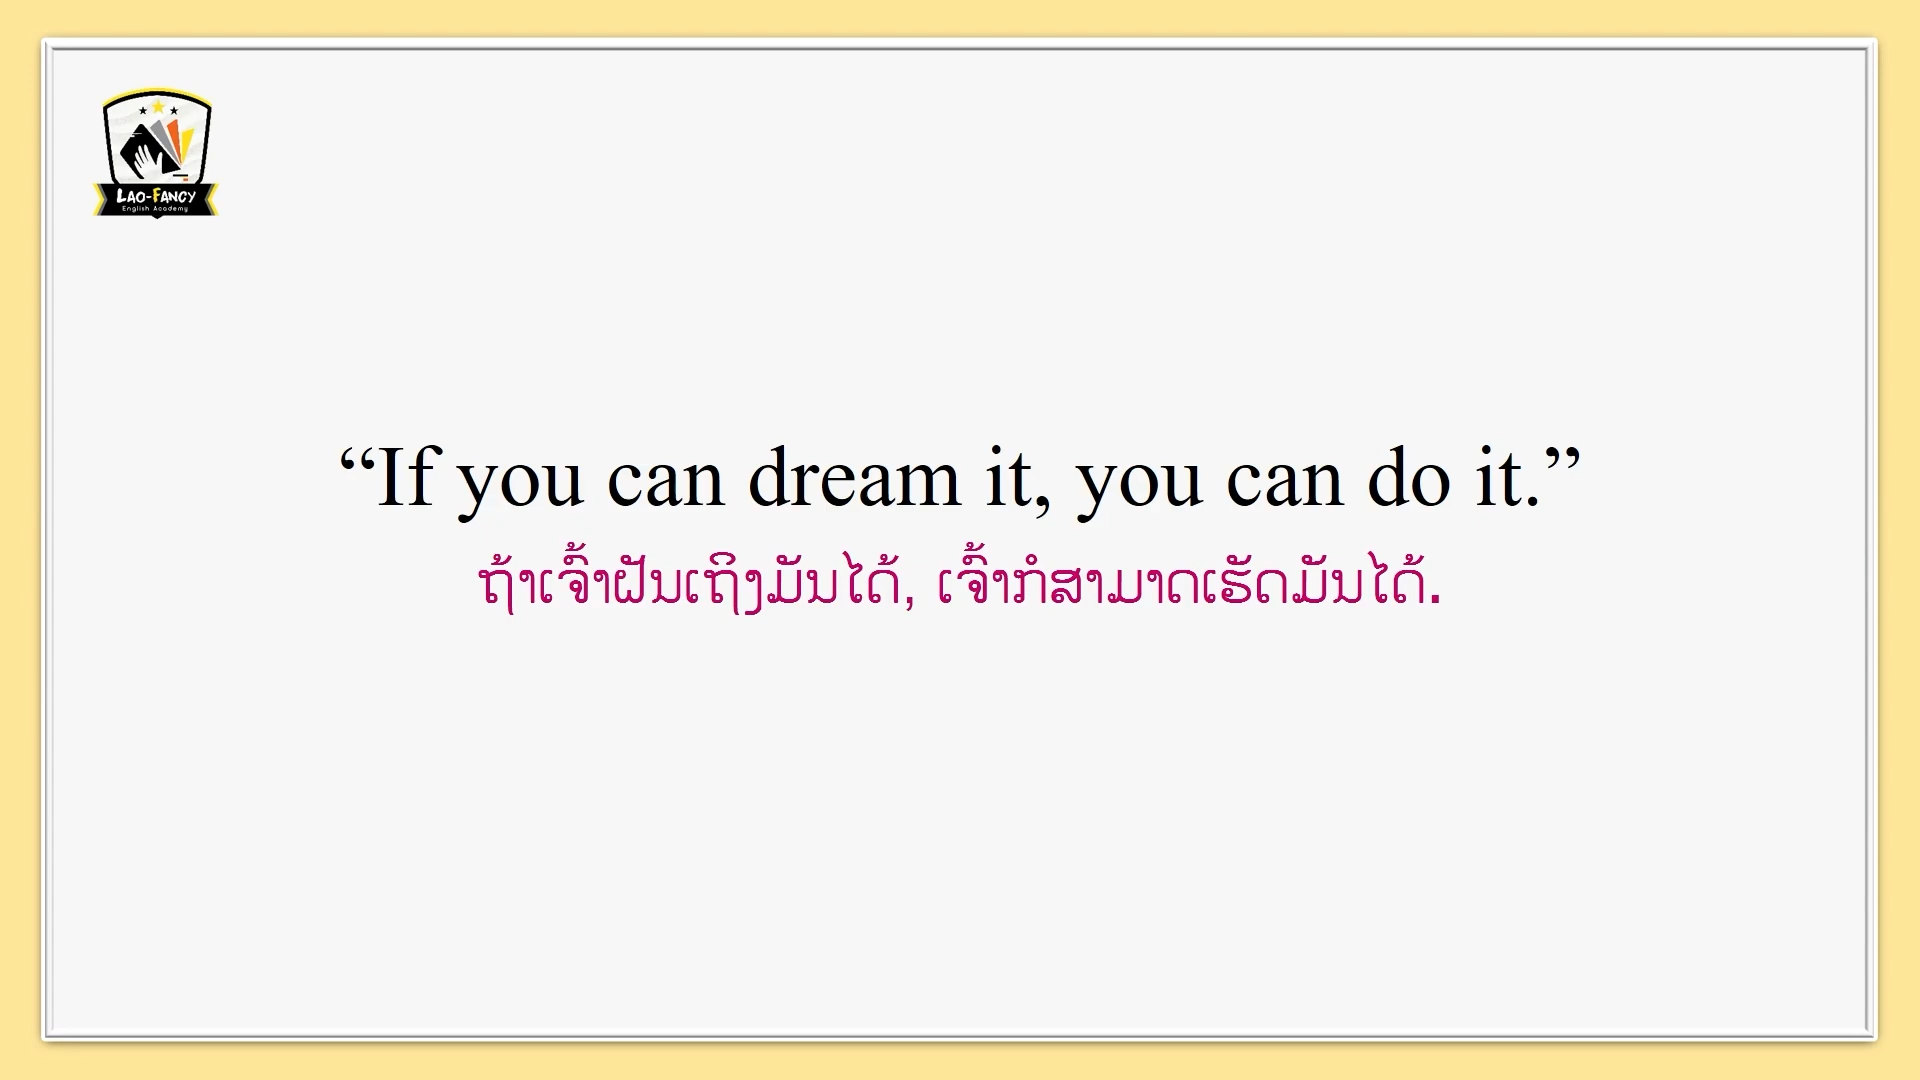 LAO-FANCY
English Academy
“If you can dream it, you can do it.”
ຖ້າເຈົ້າຝັນເຖິງມັນໄດ້, ເຈົ້າກໍສາມາດເຮັດມັນໄດ້.